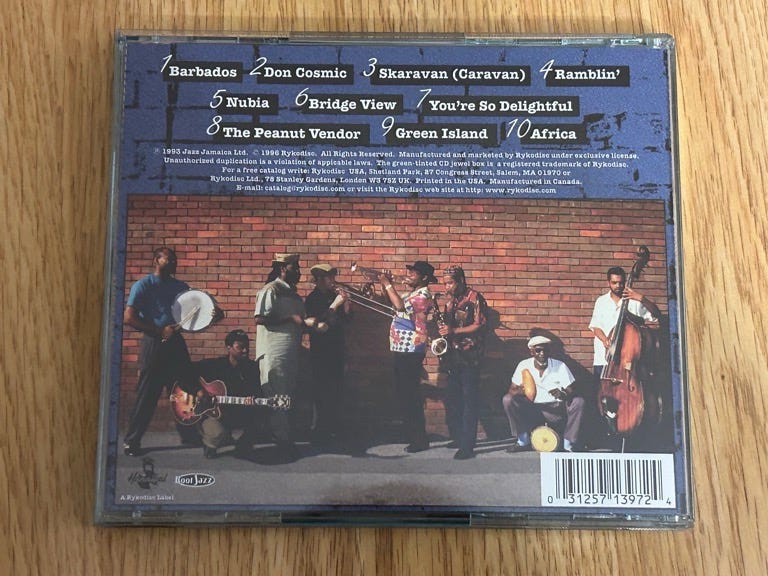 1 Barbados 2 Don Cosmic 3 Skaravan (Caravan) 4 Ramblin'
5 Nubia 6 Bridge View 7 You're So Delightful
8 The Peanut Vendor 9 Green Island 10 Africa
℗ 1993 Jazz Jamaica Ltd. © 1996 Rykodisc. All Rights Reserved. Manufactured and marketed by Rykodisc under exclusive license.
Unauthorized duplication is a violation of appicable laws. The green-tinted CD jewel box is a registered trademark of Rykodisc.
For a free catalog write: Rykodisc USA, Shetland Park, 27 Congress Street, Salem, MA 01970 or
Rykodisc Ltd., 78 Stanley Gardens, London W3 7SZ UK. Printed in the USA. Manufactured in Canada.
E-mail: catalog@rykodisc.com or visit the Rykodisc web site at http: www.rykodisc.com
Hannibal
Root Jazz
A Rykodisc Label
0 31257 13972 4